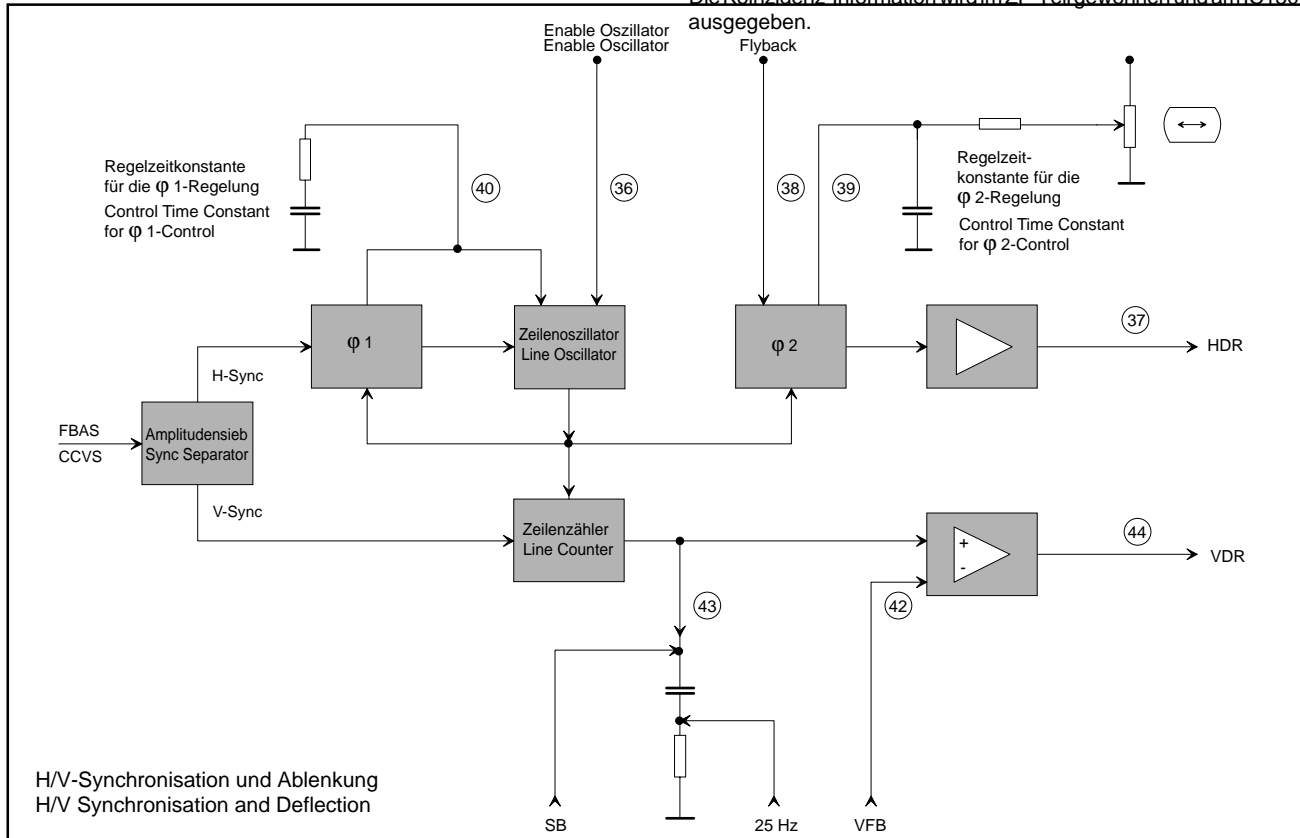 ausgegeben.
Enable Oszillator
Enable Oscillator
Flyback
Regelzeitkonstante
für die φ 1-Regelung
Control Time Constant
for φ 1-Control
40
36
38
39
Regelzeit-
konstante für die
φ 2-Regelung
Control Time Constant
for φ 2-Control
φ 1
Zeilenoszillator
Line Oscillator
φ 2
37
HDR
H-Sync
FBAS
CCVS
Amplitudensieb
Sync Separator
V-Sync
Zeilenzähler
Line Counter
+
-
44
VDR
43
42
H/V-Synchronisation und Ablenkung
H/V Synchronisation and Deflection
SB
25 Hz
VFB